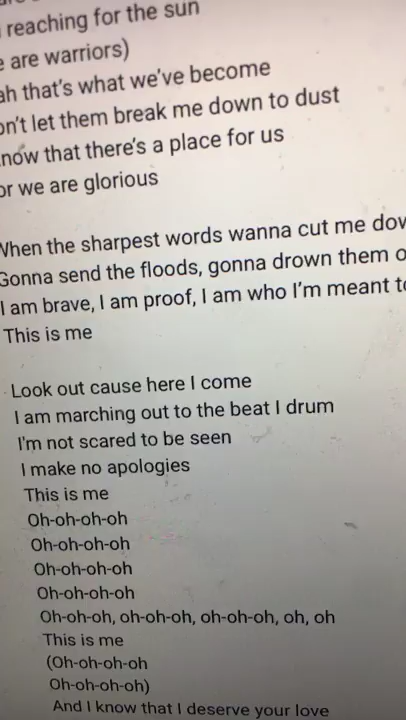 reaching for the sun
are warriors)
that's what we've become
let them break me down to dust
that there's a place for us
we are glorious
When the sharpest words wanna cut me
Gonna send the floods, gonna drown them
I am brave, I am proof, I am who I'm meant
This is me
Look out cause here I come
I am marching out to the beat I drum
I'm not scared to be seen
I make no apologies
This is me
Oh-oh-oh-oh
Oh-oh-oh-oh
Oh-oh-oh-oh
Oh-oh-oh-oh
Oh-oh-oh, oh-oh-oh, oh-oh-oh, oh, oh
This is me
(Oh-oh-oh-oh
Oh-oh-oh-oh)
And I know that I deserve your love